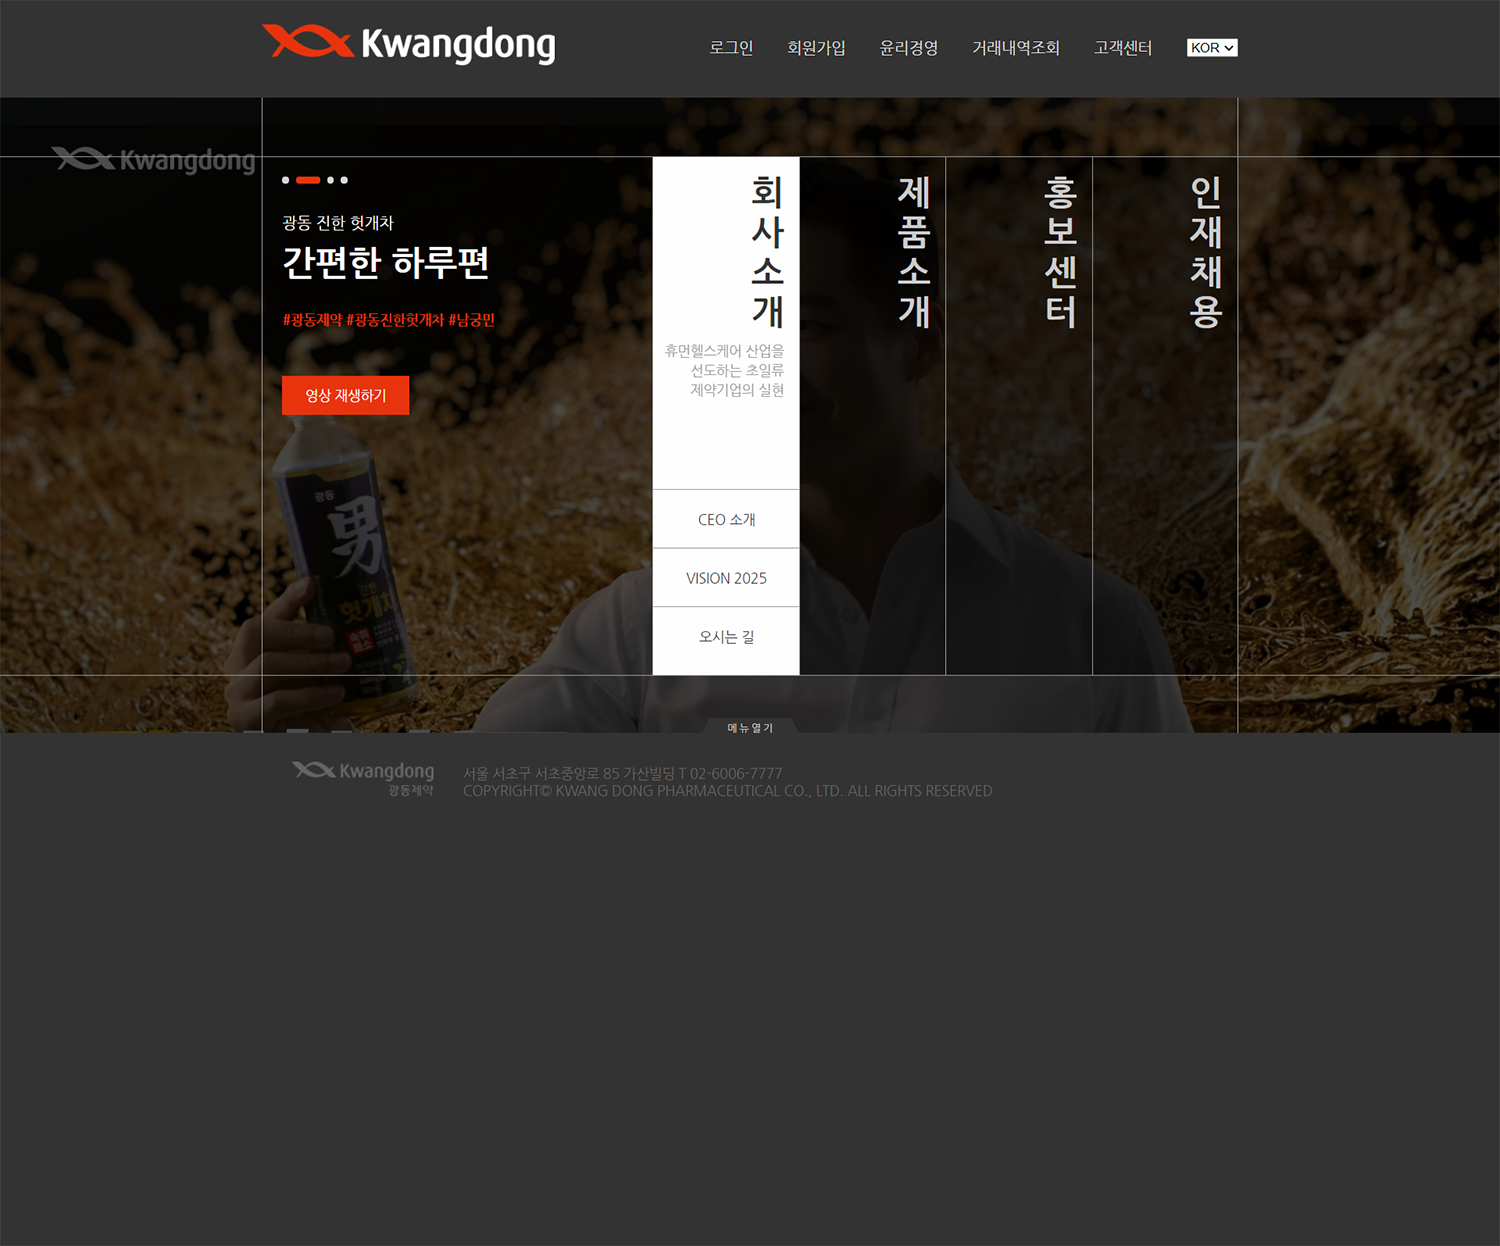 Kwangdong
로그인 회원가입 윤리경영 거래내역조회 고객센터 KOR
Kwangdong
광동 진한 헛개차
간편한 하루편
#광동제약 #광동진한헛개차 #남궁민
영상 재생하기
회사소개
휴먼헬스케어 산업을
선도하는 초일류
제약기업의 실현
CEO 소개
VISION 2025
오시는 길
제품소개
홍보센터
인재채용
광동
男
진한
헛개차
숙취
해소
메뉴열기
Kwangdong
광동제약
서울 서초구 서초중앙로 85 가산빌딩 T 02-6006-7777
COPYRIGHT© KWANG DONG PHARMACEUTICAL CO., LTD. ALL RIGHTS RESERVED